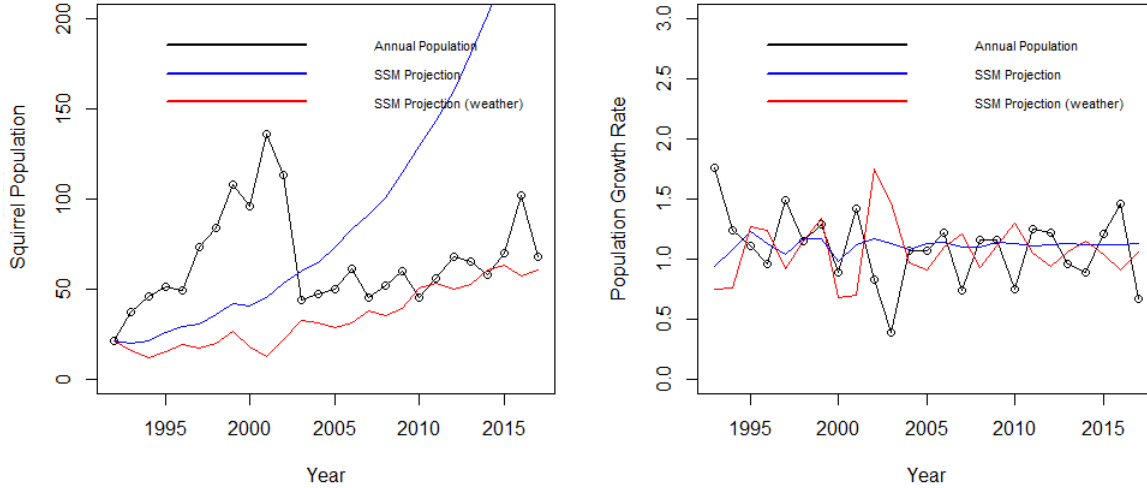 Squirrel Population
200
150
100
50
0
Annual Population
SSM Projection
SSM Projection (weather)
1995 2000 2005 2010 2015
Year
Population Growth Rate
3.0
2.5
2.0
1.5
1.0
0.5
0.0
Annual Population
SSM Projection
SSM Projection (weather)
1995 2000 2005 2010 2015
Year